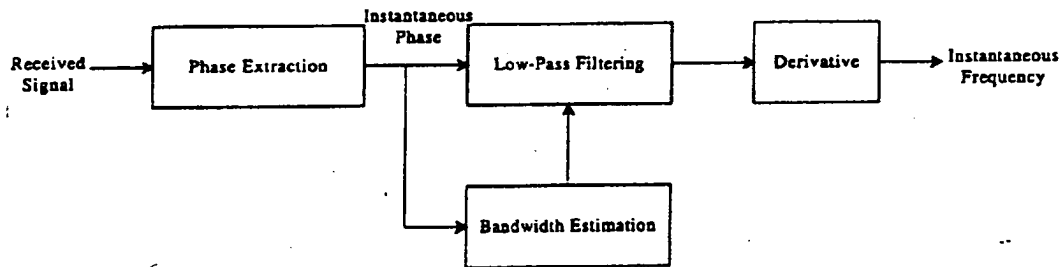 Received
Signal
Phase Extraction
Instantaneous
Phase
Low-Pass Filtering
Derivative
Instantaneous
Frequency
Bandwidth Estimation